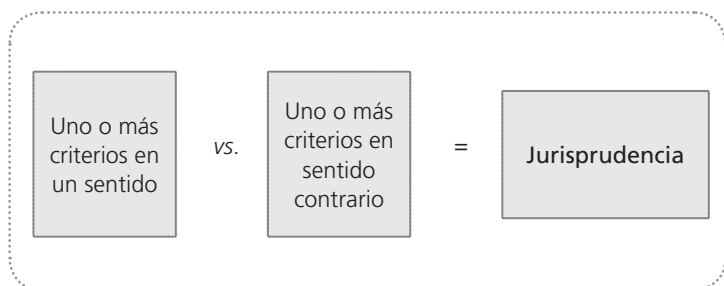 Uno o más
criterios en
un sentido
vs.
Uno o más
criterios en
sentido
contrario
=
Jurisprudencia